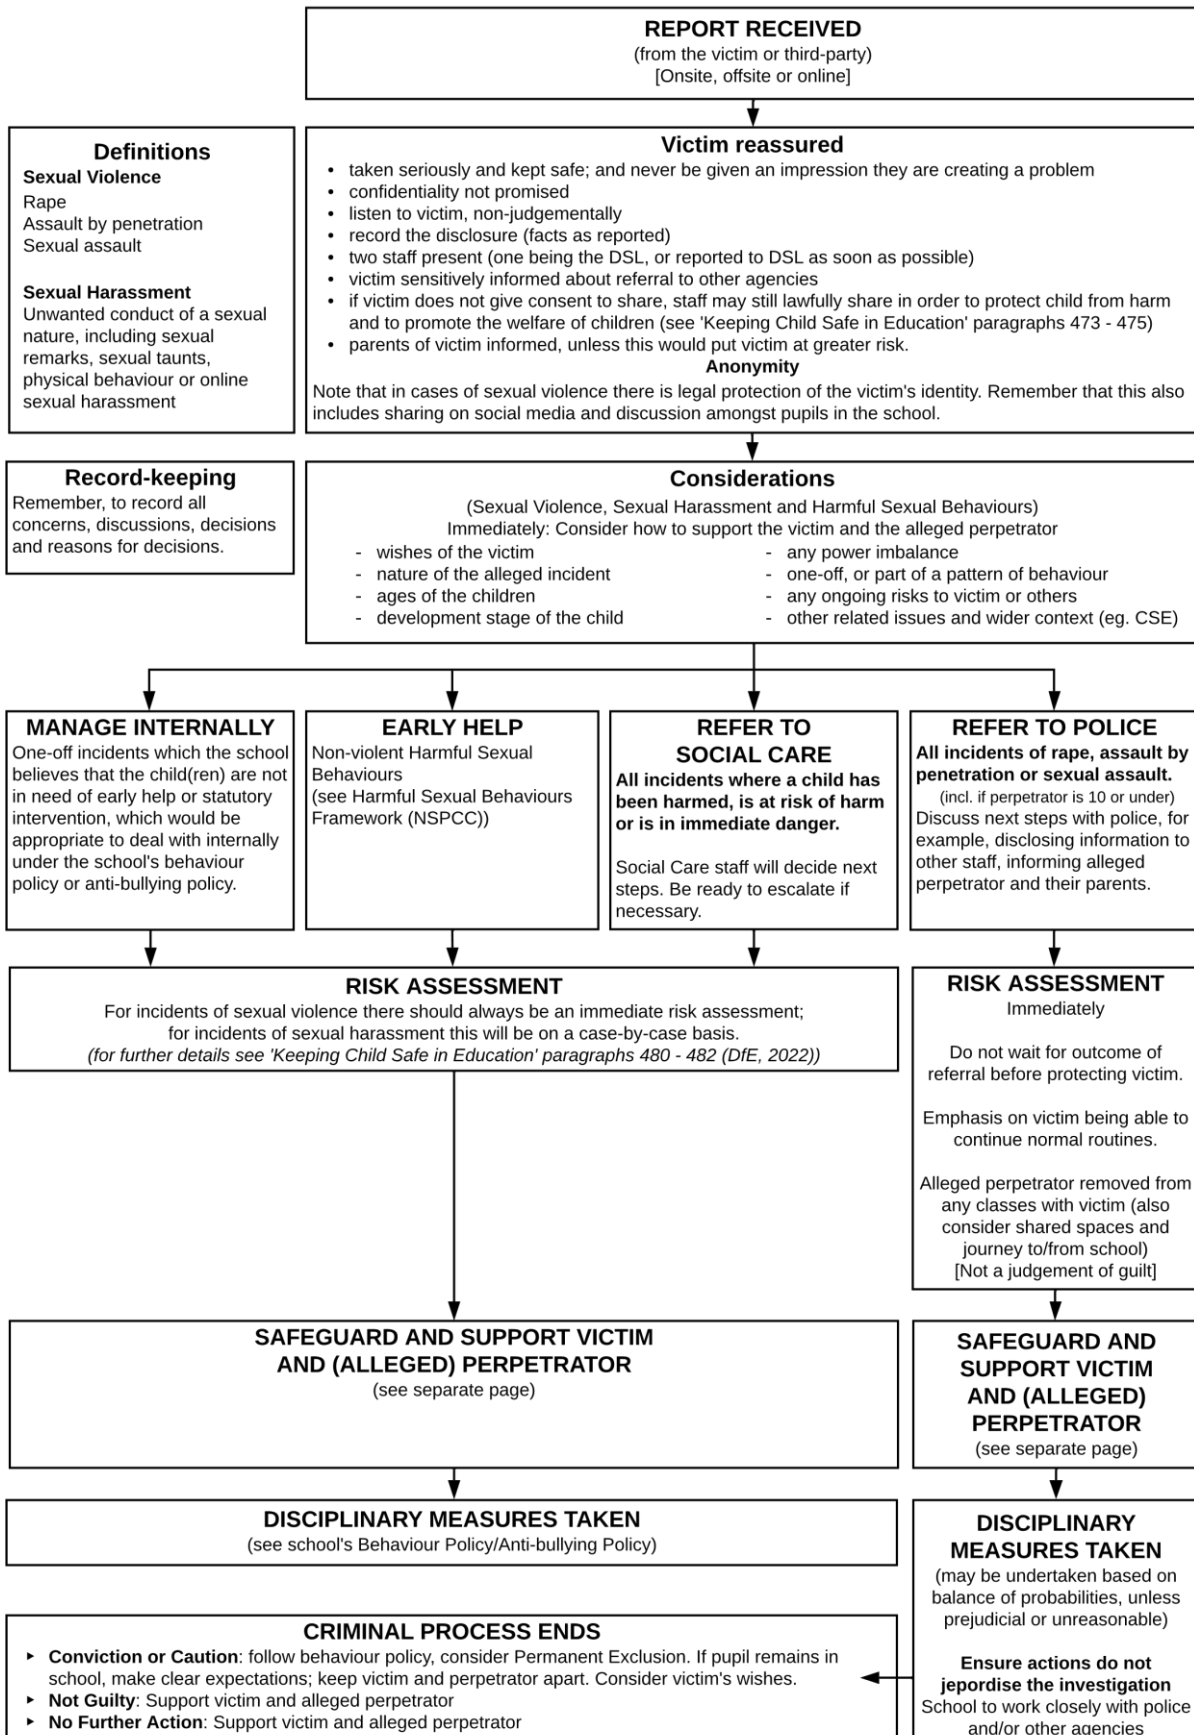 REPORT RECEIVED
(from the victim or third-party)
[Onsite, offsite or online]
Definitions
Sexual Violence
Rape
Assault by penetration
Sexual assault
Sexual Harassment
Unwanted conduct of a sexual
nature, including sexual
remarks, sexual taunts,
physical behaviour or online
sexual harassment
Victim reassured
• taken seriously and kept safe; and never be given an impression they are creating a problem
• confidentiality not promised
• listen to victim, non-judgementally
• record the disclosure (facts as reported)
• two staff present (one being the DSL, or reported to DSL as soon as possible)
• victim sensitively informed about referral to other agencies
• if victim does not give consent to share, staff may still lawfully share in order to protect child from harm
and to promote the welfare of children (see 'Keeping Child Safe in Education' paragraphs 473 - 475)
• parents of victim informed, unless this would put victim at greater risk.
Anonymity
Note that in cases of sexual violence there is legal protection of the victim's identity. Remember that this also
includes sharing on social media and discussion amongst pupils in the school.
Record-keeping
Remember, to record all
concerns, discussions, decisions
and reasons for decisions.
Considerations
(Sexual Violence, Sexual Harassment and Harmful Sexual Behaviours)
Immediately: Consider how to support the victim and the alleged perpetrator
- wishes of the victim
- nature of the alleged incident
- ages of the children
- development stage of the child
- any power imbalance
- one-off, or part of a pattern of behaviour
- any ongoing risks to victim or others
- other related issues and wider context (eg. CSE)
MANAGE INTERNALLY
One-off incidents which the school
believes that the child(ren) are not
in need of early help or statutory
intervention, which would be
appropriate to deal with internally
under the school's behaviour
policy or anti-bullying policy.
EARLY HELP
Non-violent Harmful Sexual
Behaviours
(see Harmful Sexual Behaviours
Framework (NSPCC))
REFER TO
SOCIAL CARE
All incidents where a child has
been harmed, is at risk of harm
or is in immediate danger.
Social Care staff will decide next
steps. Be ready to escalate if
necessary.
REFER TO POLICE
All incidents of rape, assault by
penetration or sexual assault.
(incl. if perpetrator is 10 or under)
Discuss next steps with police, for
example, disclosing information to
other staff, informing alleged
perpetrator and their parents.
RISK ASSESSMENT
For incidents of sexual violence there should always be an immediate risk assessment;
for incidents of sexual harassment this will be on a case-by-case basis.
(for further details see 'Keeping Child Safe in Education' paragraphs 480 - 482 (DfE, 2022))
RISK ASSESSMENT
Immediately
Do not wait for outcome of
referral before protecting victim.
Emphasis on victim being able to
continue normal routines.
Alleged perpetrator removed from
any classes with victim (also
consider shared spaces and
journey to/from school)
[Not a judgement of guilt]
SAFEGUARD AND SUPPORT VICTIM
AND (ALLEGED) PERPETRATOR
(see separate page)
SAFEGUARD AND
SUPPORT VICTIM
AND (ALLEGED)
PERPETRATOR
(see separate page)
DISCIPLINARY MEASURES TAKEN
(see school's Behaviour Policy/Anti-bullying Policy)
DISCIPLINARY
MEASURES TAKEN
(may be undertaken based on
balance of probabilities, unless
prejudicial or unreasonable)
Ensure actions do not
jepordise the investigation
School to work closely with police
and/or other agencies
CRIMINAL PROCESS ENDS
▸ Conviction or Caution: follow behaviour policy, consider Permanent Exclusion. If pupil remains in
school, make clear expectations; keep victim and perpetrator apart. Consider victim's wishes.
▸ Not Guilty: Support victim and alleged perpetrator
▸ No Further Action: Support victim and alleged perpetrator